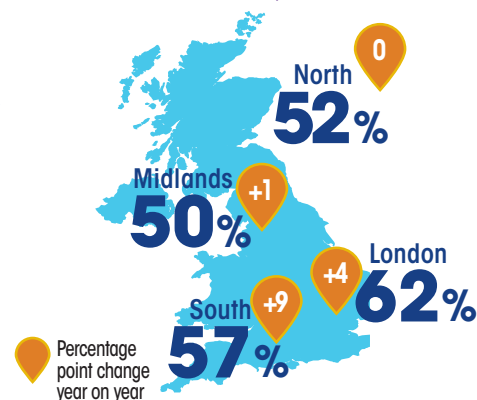 0
North
52%
Midlands
+1
50%
London
+4
62%
South
+9
57%
Percentage
point change
year on year